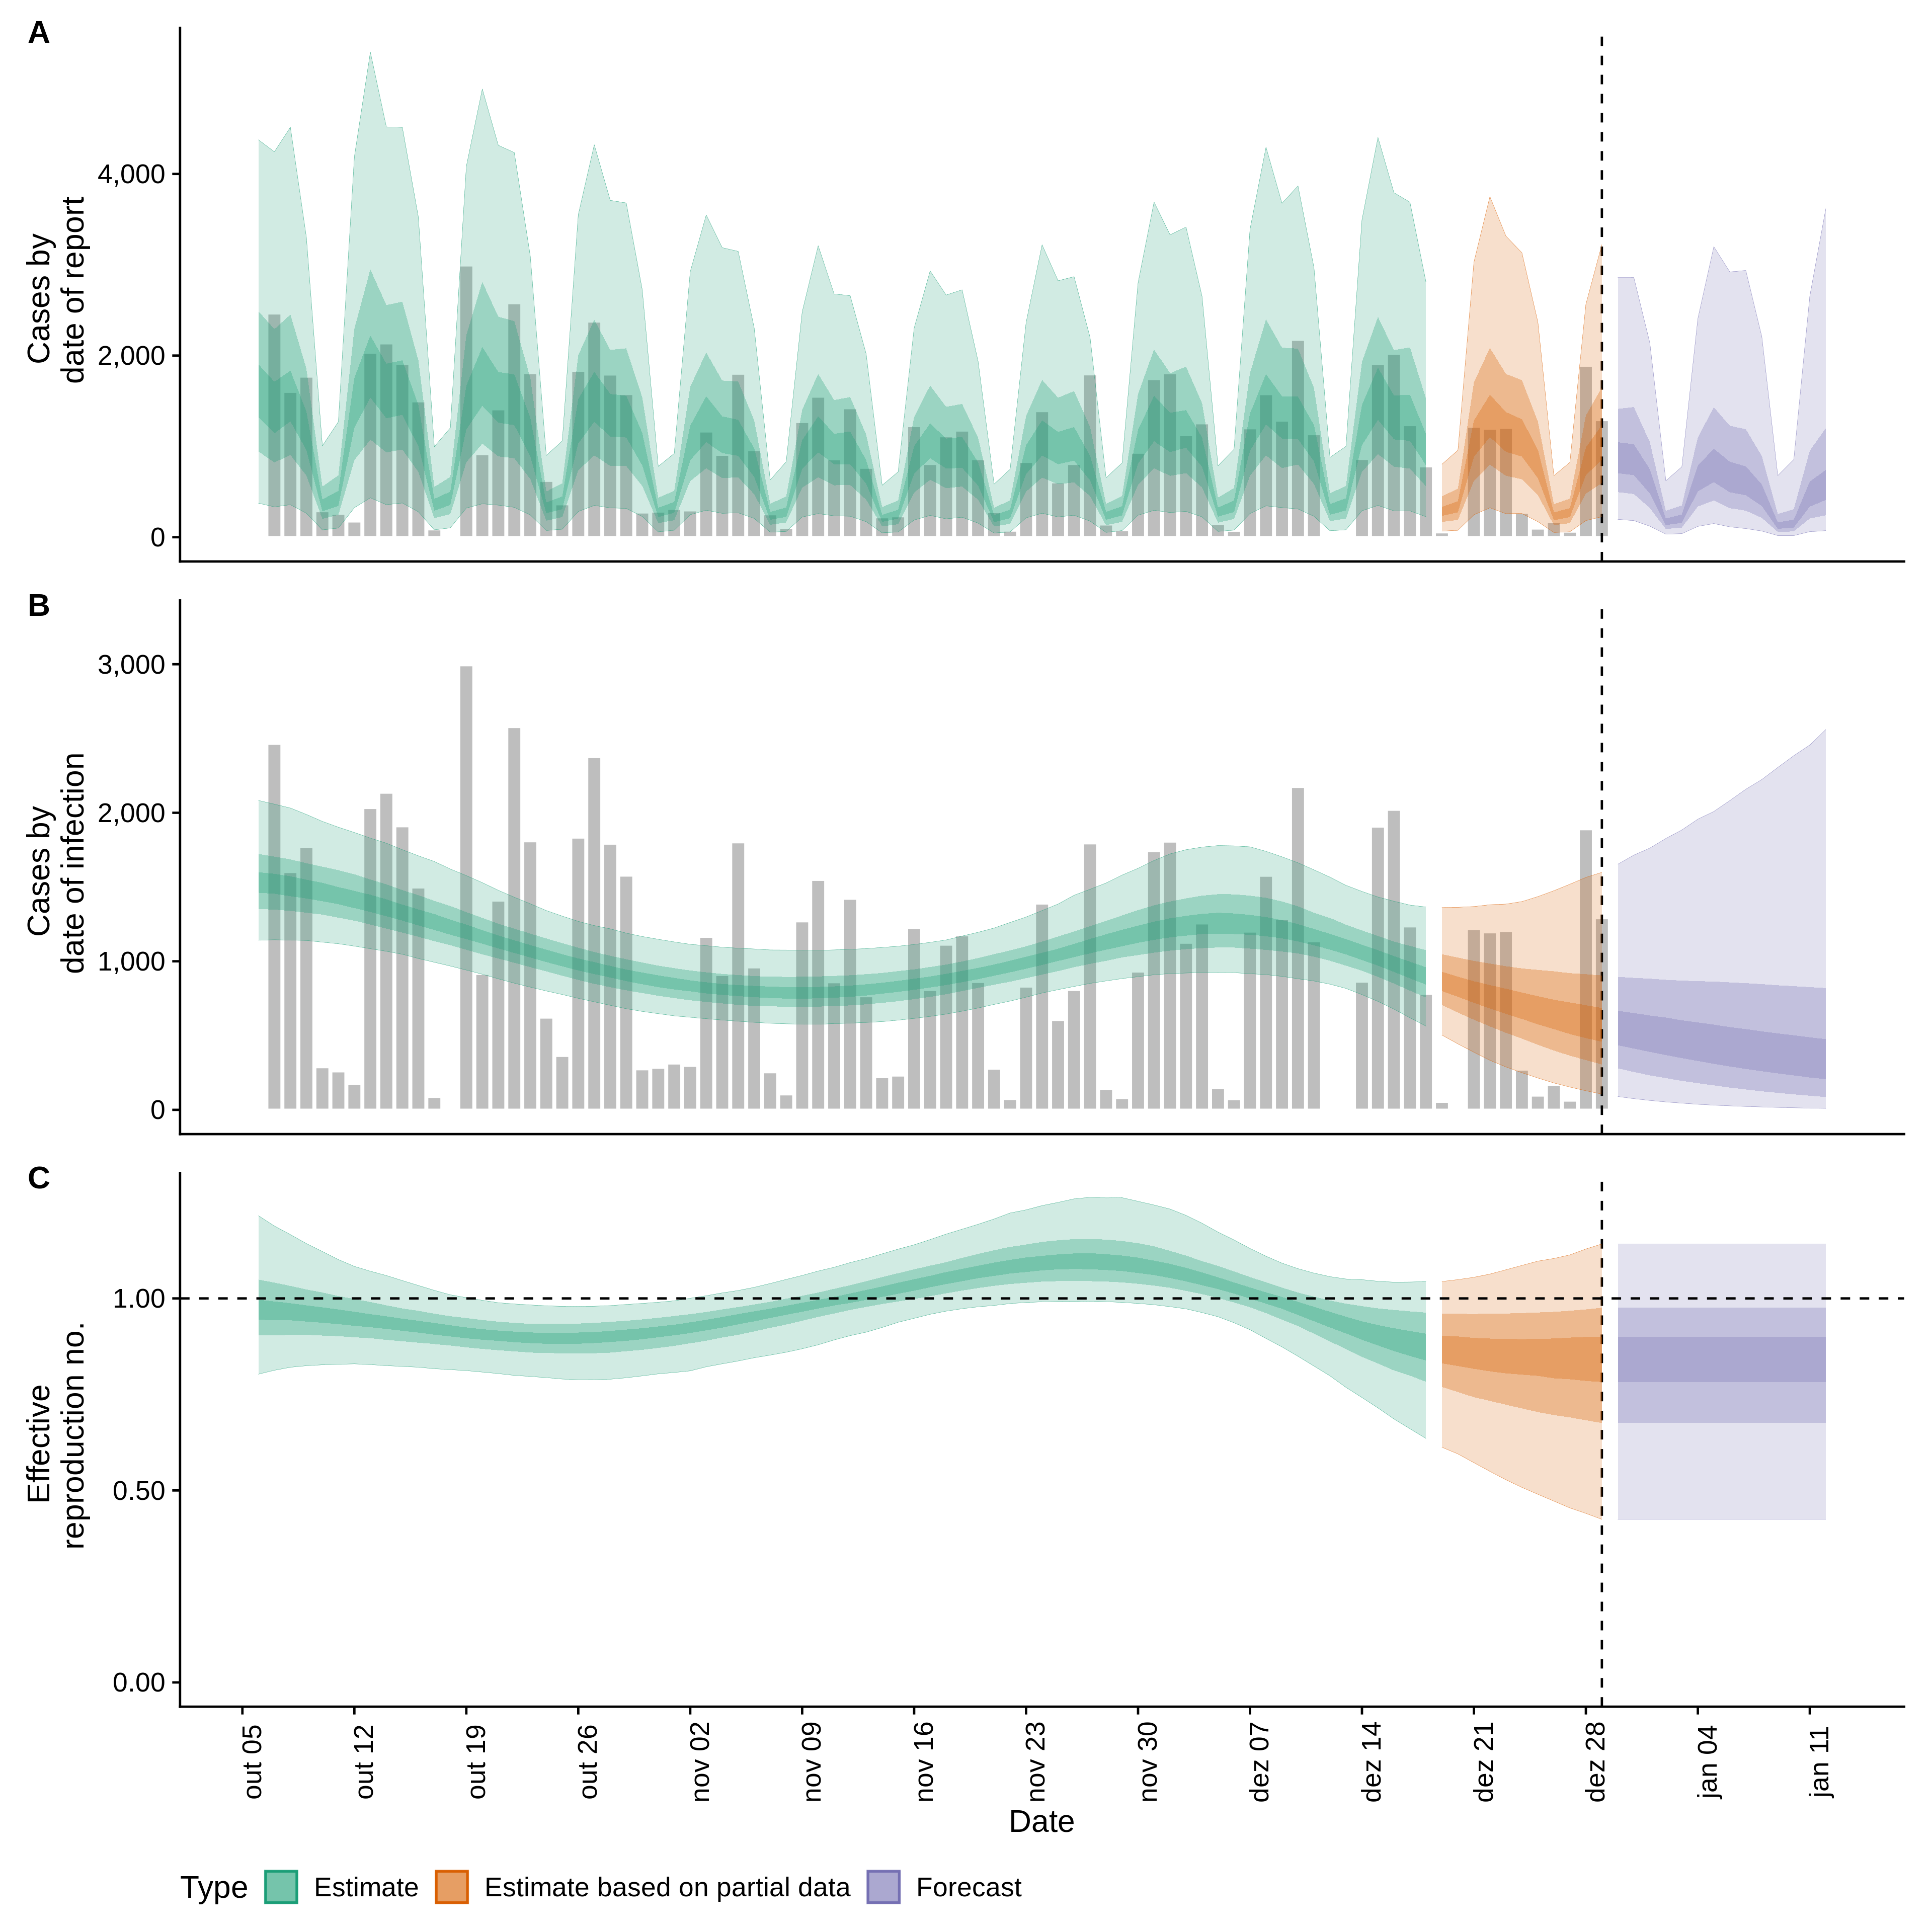 A
4,000
2,000
0
Cases by
date of report
B
3,000
2,000
1,000
0
Cases by
date of infection
C
1.00
0.50
0.00
Effective
reproduction no.
out 05
out 12
out 19
out 26
nov 02
nov 09
nov 16
nov 23
nov 30
dez 07
dez 14
dez 21
dez 28
jan 04
jan 11
Date
Type Estimate Estimate based on partial data Forecast